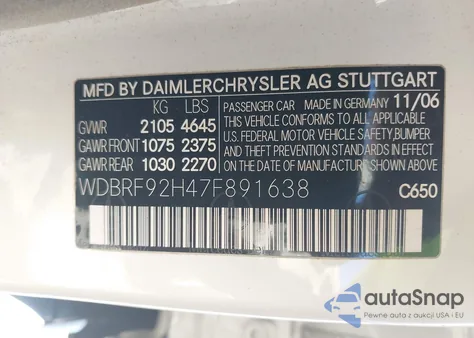 MFD BY DAIMLERCHRYSLER AG STUTTGART
KG LBS
GVWR 2105 4645
GAWR FRONT 1075 2375
GAWR REAR 1030 2270
PASSENGER CAR MADE IN GERMANY 11/06
THIS VEHICLE CONFORMS TO ALL APPLICABLE
U.S. FEDERAL MOTOR VEHICLE SAFETY,BUMPER,
AND THEFT PREVENTION STANDARDS IN EFFECT
ON THE DATE OF MANUFACTURE SHOWN ABOVE.
WDBRF92H47F891638
C650
autoSnap
Pewne auta z aukcji USA i EU